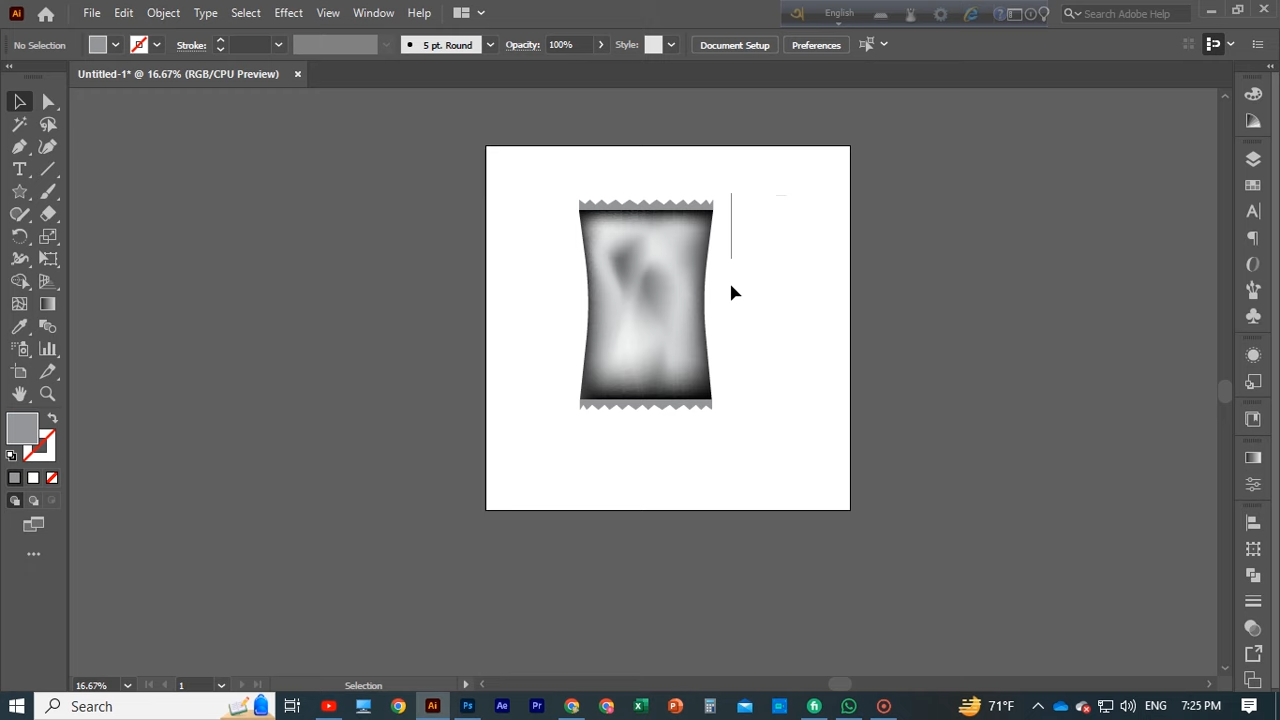 File Edit Object Type Select Effect View Window Help
English
Search Adobe Help
No Selection Stroke: 5 pt. Round Opacity: 100% Style: Document Setup Preferences
Untitled-1* @ 16.67% (RGB/CPU Preview)
16.67% 1 Selection
Search 71°F ENG 7:25 PM